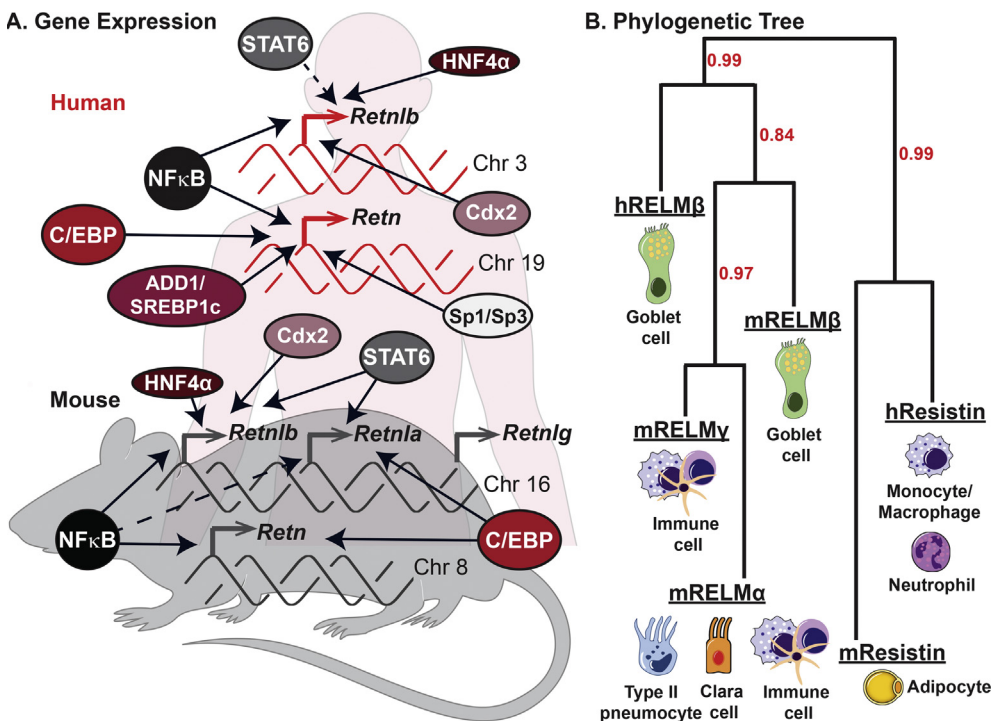 A. Gene Expression
STAT6
HNF4α
Human
Retnlb
Chr 3
NFκB
Cdx2
C/EBP
Retn
Chr 19
ADD1/
SREBP1c
Sp1/Sp3
Cdx2
STAT6
HNF4α
Mouse
Retnlb
Retnla
Retnlg
Chr 16
NFκB
C/EBP
Retn
Chr 8
B. Phylogenetic Tree
0.99
0.84
0.99
hRELMβ
Goblet
cell
0.97
mRELMβ
Goblet
cell
mRELMγ
Immune
cell
hResistin
Monocyte/
Macrophage
Neutrophil
mRELMα
Type II
pneumocyte
Clara
cell
Immune
cell
mResistin
Adipocyte